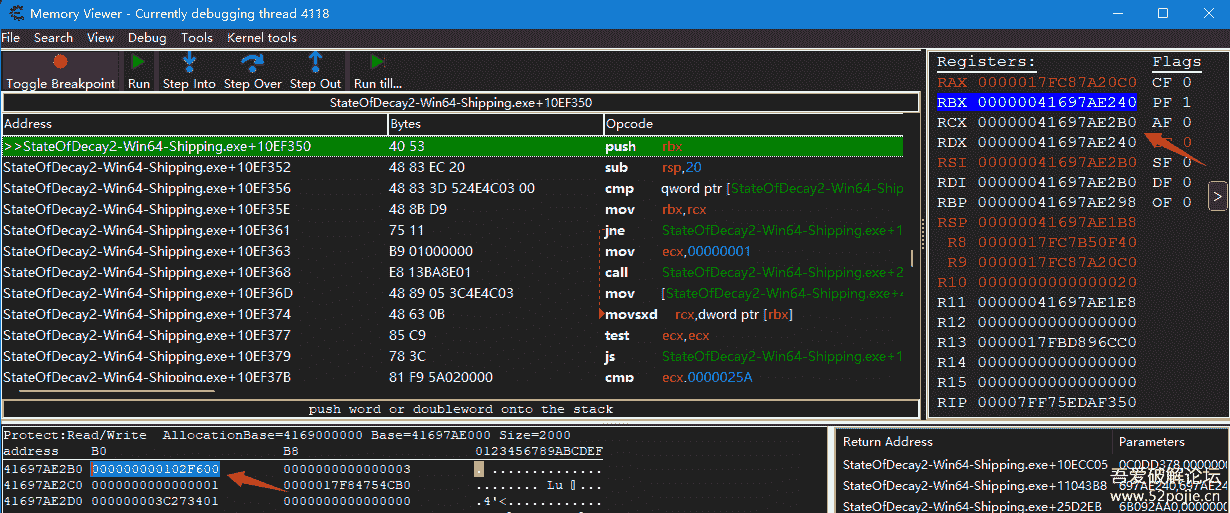 Memory Viewer - Currently debugging thread 4118
File Search View Debug Tools Kernel tools
Toggle Breakpoint Run Step Into Step Over Step Out Run till...
StateOfDecay2-Win64-Shipping.exe+10EF350
Address Bytes Opcode
>>StateOfDecay2-Win64-Shipping.exe+10EF350 40 53 push rbx
StateOfDecay2-Win64-Shipping.exe+10EF352 48 83 EC 20 sub rsp,20
StateOfDecay2-Win64-Shipping.exe+10EF356 48 83 3D 524E4C03 00 cmp qword ptr [StateOfDecay2-Win64-Ship
StateOfDecay2-Win64-Shipping.exe+10EF35E 48 8B D9 mov rbx,rcx
StateOfDecay2-Win64-Shipping.exe+10EF361 75 11 jne StateOfDecay2-Win64-Shipping.exe+1
StateOfDecay2-Win64-Shipping.exe+10EF363 B9 01000000 mov ecx,00000001
StateOfDecay2-Win64-Shipping.exe+10EF368 E8 13BA8E01 call StateOfDecay2-Win64-Shipping.exe+2
StateOfDecay2-Win64-Shipping.exe+10EF36D 48 89 05 3C4E4C03 mov [StateOfDecay2-Win64-Shipping.exe+4
StateOfDecay2-Win64-Shipping.exe+10EF374 48 63 0B movsxd rcx,dword ptr [rbx]
StateOfDecay2-Win64-Shipping.exe+10EF377 85 C9 test ecx,ecx
StateOfDecay2-Win64-Shipping.exe+10EF379 78 3C js StateOfDecay2-Win64-Shipping.exe+1
StateOfDecay2-Win64-Shipping.exe+10EF37B 81 F9 5A020000 cmp ecx,0000025A
push word or doubleword onto the stack
Registers: Flags
RAX 0000017FC87A20C0 CF 0
RBX 00000041697AE240 PF 1
RCX 00000041697AE2B0 AF 0
RDX 00000041697AE2B0
RSI 00000041697AE2B0 SF 0
RDI 00000041697AE240 DF 0
RBP 00000041697AE298 OF 0
RSP 00000041697AE1B8
R8 0000017FC7B50F40
R9 0000017FC87A20C0
R10 0000000000000020
R11 00000041697AE1E8
R12 0000000000000000
R13 0000017FBD896CC0
R14 0000000000000000
R15 0000000000000000
RIP 00007FF75EDAF350
>
Protect:Read/Write AllocationBase=4169000000 Base=41697AE000 Size=2000
address B0 B8 0123456789ABCDEF
41697AE2B0 000000000102F600 0000000000000003 . ..............
41697AE2C0 0000000000000001 0000017F84754CB0 ........ Lu ...
41697AE2D0 000000003C273401 0000000000000000 .4'<............
Return Address Parameters
StateOfDecay2-Win64-Shipping.exe+10ECC05 0C0DD378,000000
StateOfDecay2-Win64-Shipping.exe+11043B8 697AE240,697AE24
StateOfDecay2-Win64-Shipping.exe+25D2EB 6B092AA0,000000
吾爱破解论坛
www.52pojie.cn